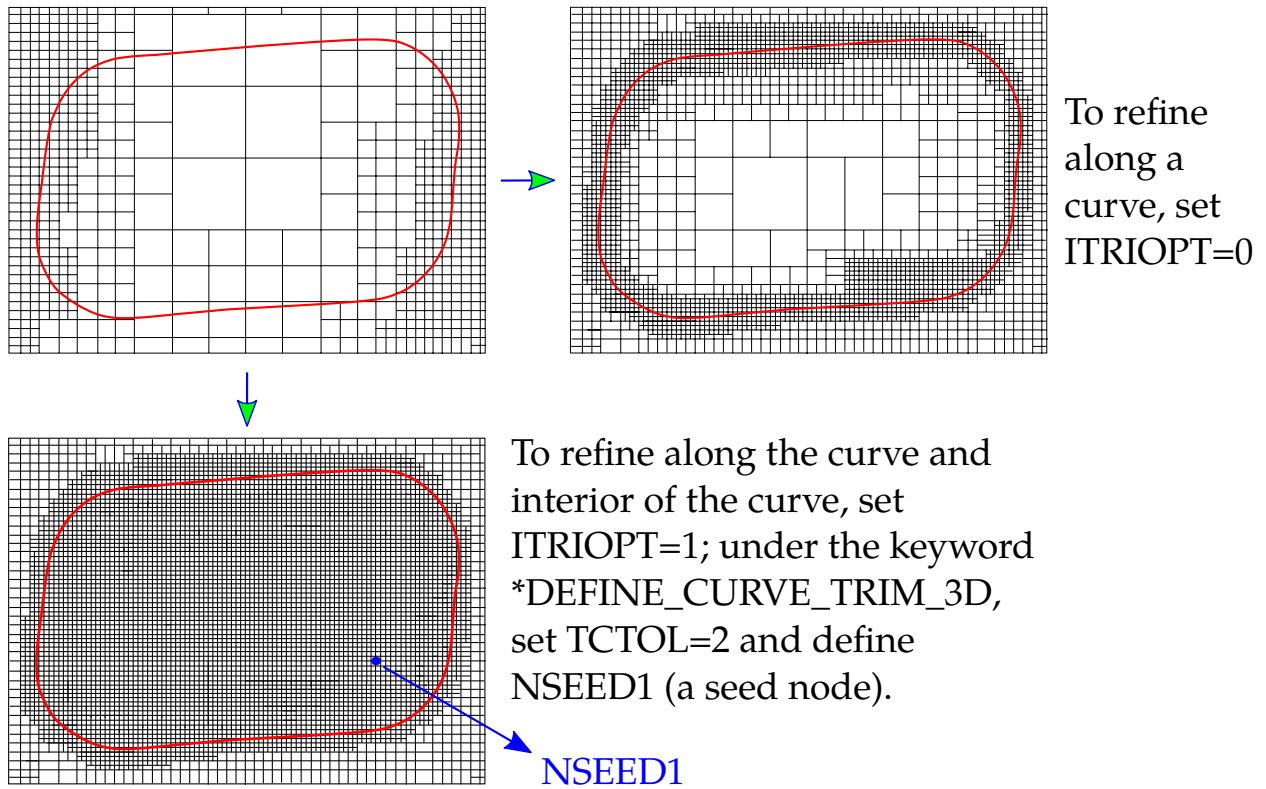 To refine
along a
curve, set
ITRIOPT=0
To refine along the curve and
interior of the curve, set
ITRIOPT=1; under the keyword
*DEFINE_CURVE_TRIM_3D,
set TCTOL=2 and define
NSEED1 (a seed node).
NSEED1